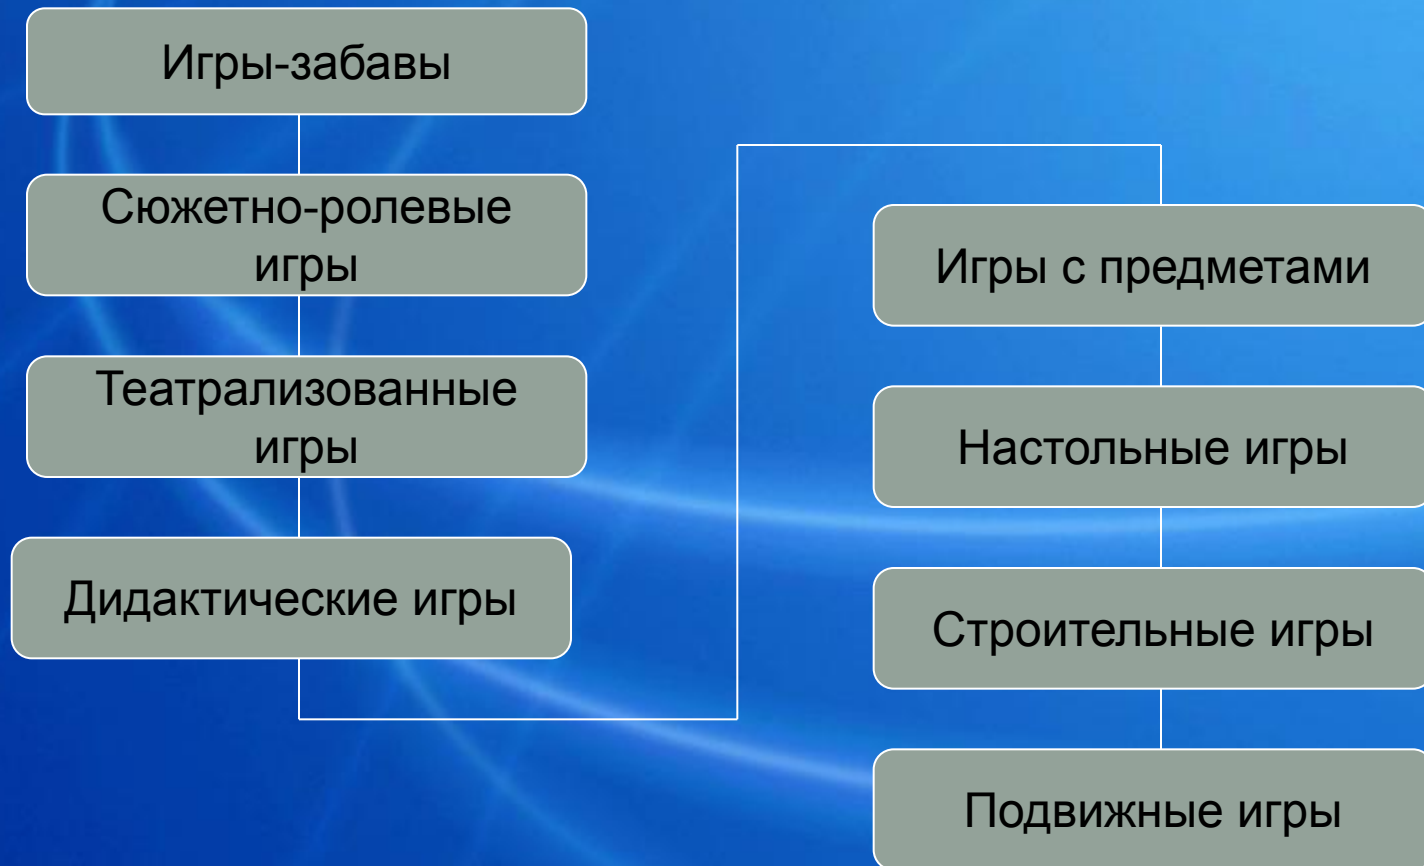 Игры-забавы
Сюжетно-ролевые
игры
Театрализованные
игры
Дидактические игры
Игры с предметами
Настольные игры
Строительные игры
Подвижные игры